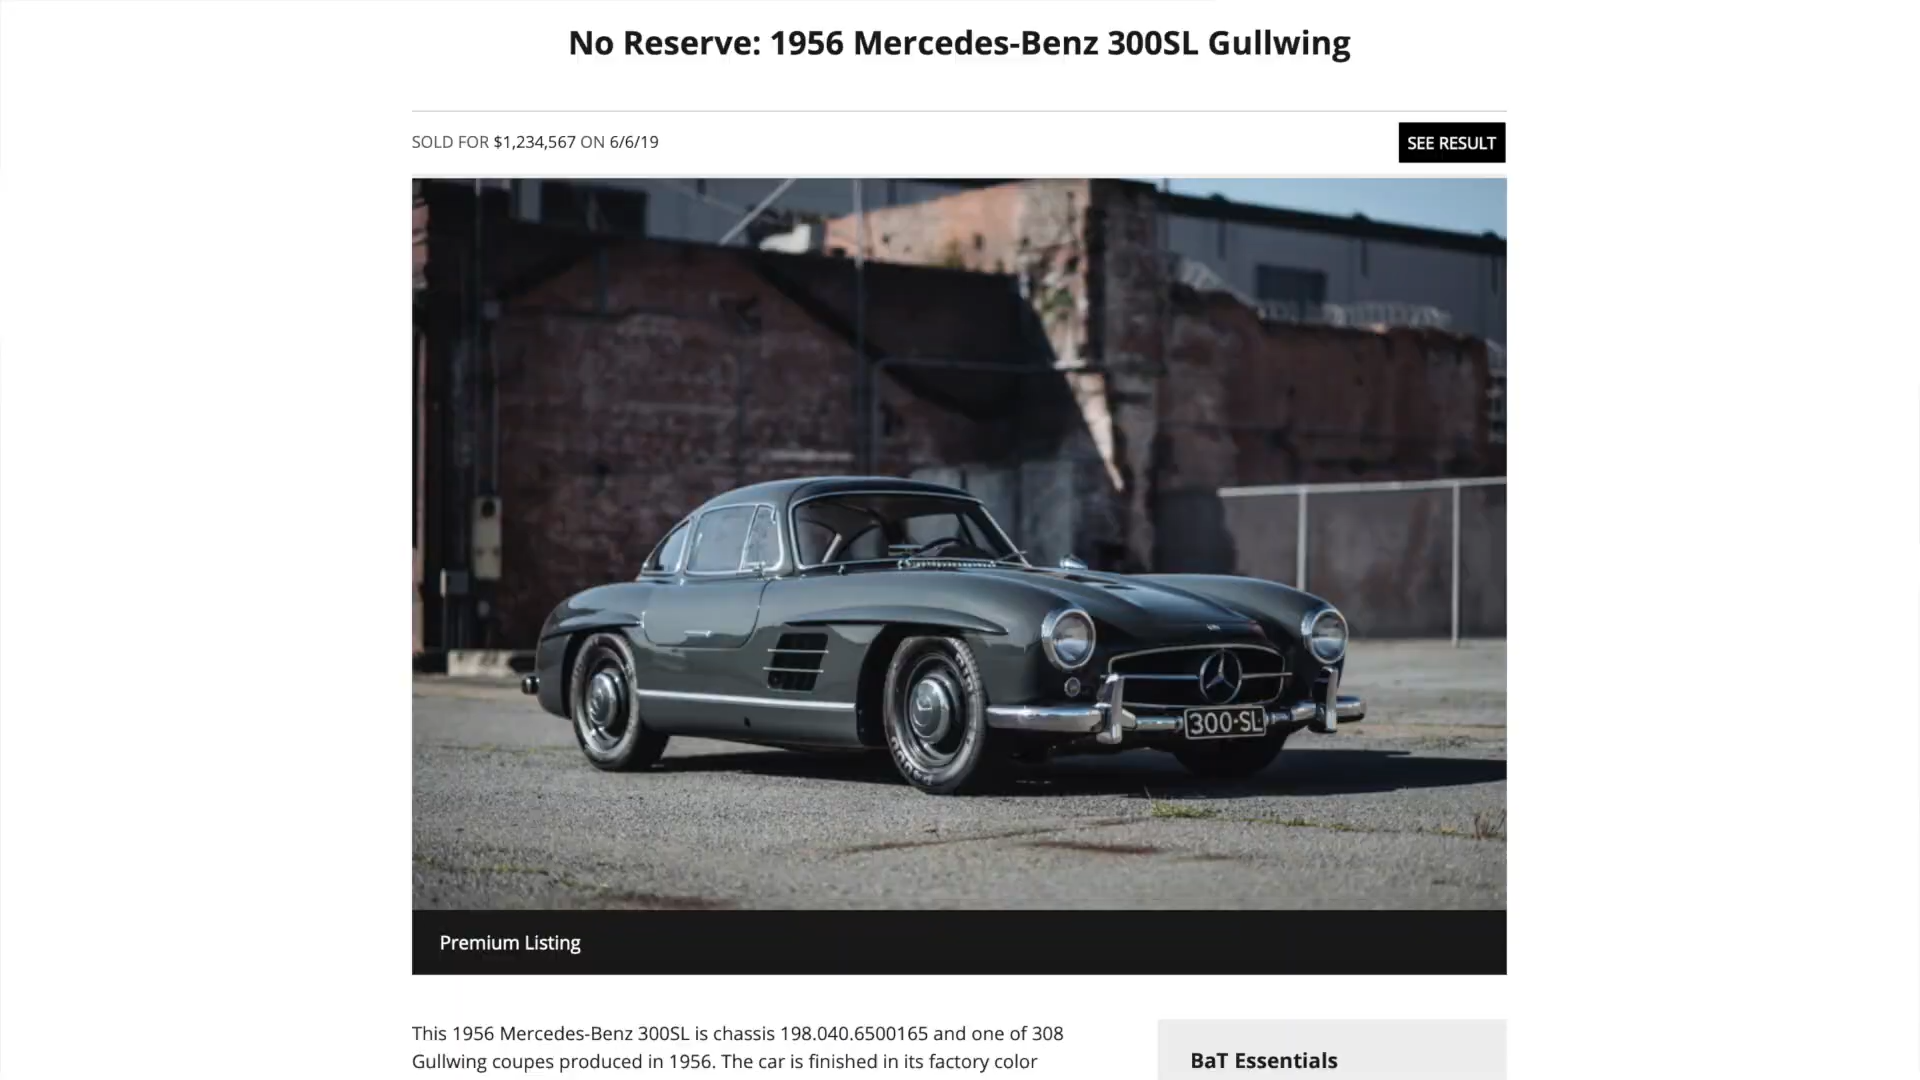 No Reserve: 1956 Mercedes-Benz 300SL Gullwing
SOLD FOR $1,234,567 ON 6/6/19
SEE RESULT
300·SL
Premium Listing
This 1956 Mercedes-Benz 300SL is chassis 198.040.6500165 and one of 308
Gullwing coupes produced in 1956. The car is finished in its factory color
BaT Essentials